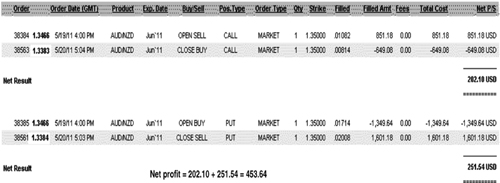 Order Order Date (GMT) Product Exp. Date Buy/Sell Pos.Type Order Type Qty Strike Filled Filled Amt Fees Total Cost Net P/S
38384 1.3466 5/19/11 4:00 PM AUD/NZD Jun'11 OPEN SELL CALL MARKET 1 1.35000 .01082 851.18 0.00 851.18 851.18 USD
38563 1.3383 5/20/11 5:04 PM AUD/NZD Jun'11 CLOSE BUY CALL MARKET 1 1.35000 .00814 -649.08 0.00 -649.08 -649.08 USD
Net Result 202.10 USD
==========
38385 1.3466 5/19/11 4:00 PM AUD/NZD Jun'11 OPEN BUY PUT MARKET 1 1.35000 .01714 -1,349.64 0.00 -1,349.64 -1,349.64 USD
38561 1.3384 5/20/11 5:03 PM AUD/NZD Jun'11 CLOSE SELL PUT MARKET 1 1.35000 .02008 1,601.18 0.00 1,601.18 1,601.18 USD
Net Result 251.54 USD
==========
Net profit = 202.10 + 251.54 = 453.64